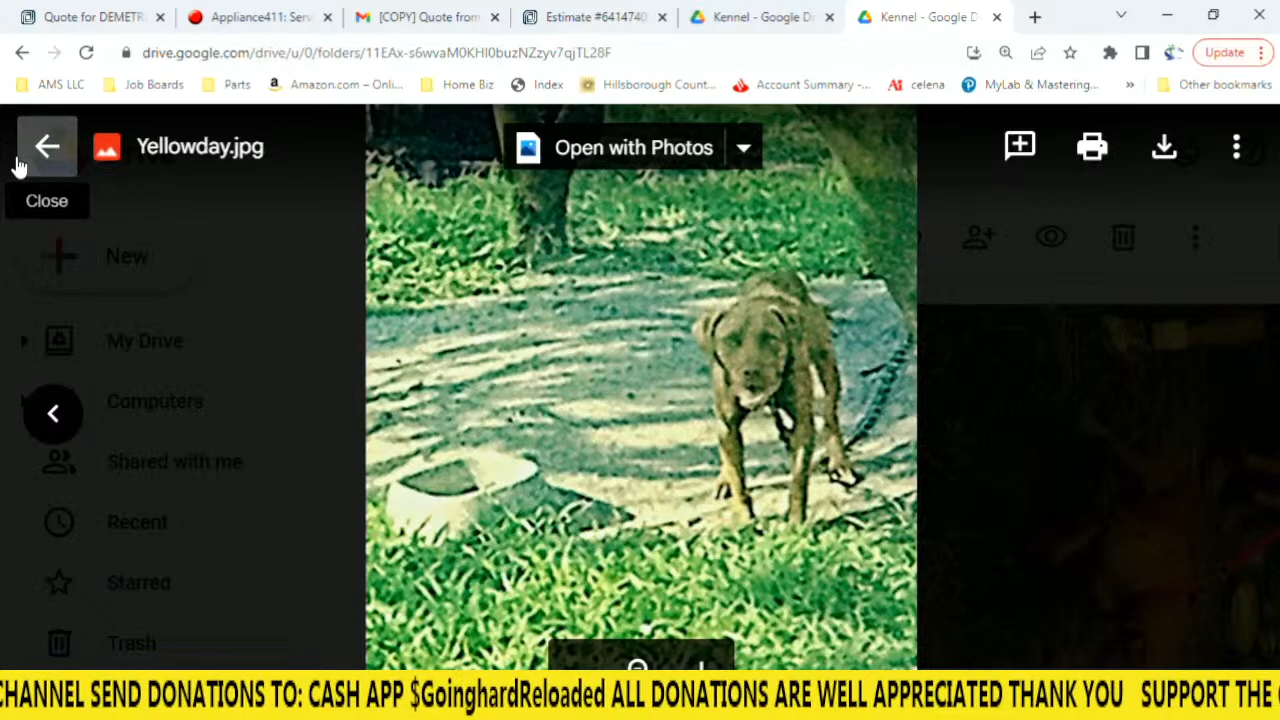 Quote for DEMETRI
Appliance411: Serv
[COPY] Quote from
Estimate #6414740
Kennel - Google Dr
Kennel - Google D
drive.google.com/drive/u/0/folders/11EAx-s6wvaM0KHI0buzNZzyv7qjTL28F
Update
AMS LLC
Job Boards
Parts
Amazon.com – Onli...
Home Biz
Index
Hillsborough Count...
Account Summary -...
celena
MyLab & Mastering...
»
Other bookmarks
Yellowday.jpg
Open with Photos
Close
New
My Drive
Computers
Shared with me
Recent
Starred
Trash
CHANNEL SEND DONATIONS TO: CASH APP $GoinghardReloaded ALL DONATIONS ARE WELL APPRECIATED THANK YOU SUPPORT THE